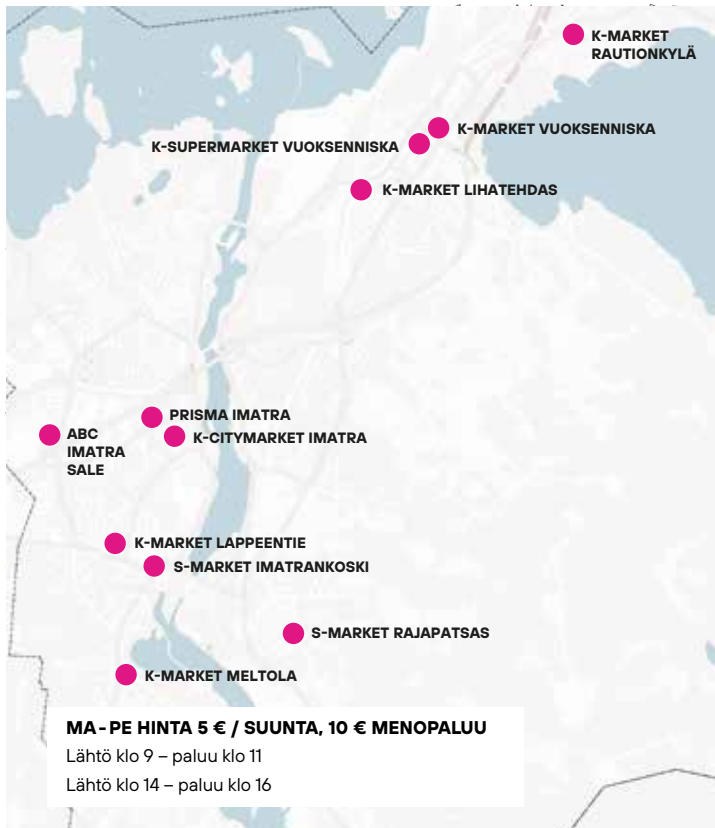 K-MARKET
RAUTIONKYLÄ
K-MARKET VUOKSENNISKA
K-SUPERMARKET VUOKSENNISKA
K-MARKET LIHATEHDAS
PRISMA IMATRA
K-CITYMARKET IMATRA
ABC
IMATRA
SALE
K-MARKET LAPPEENTIE
S-MARKET IMATRANKOSKI
S-MARKET RAJAPATSAS
K-MARKET MELTOLA
MA-PE HINTA 5 € / SUUNTA, 10 € MENOPALUU
Lähtö klo 9 – paluu klo 11
Lähtö klo 14 – paluu klo 16